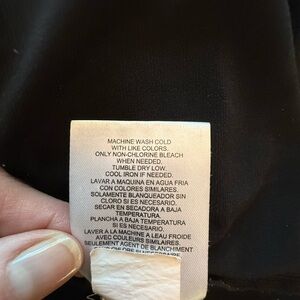 MACHINE WASH COLD
WITH LIKE COLORS.
ONLY NON-CHLORINE BLEACH
WHEN NEEDED.
TUMBLE DRY LOW.
COOL IRON IF NEEDED.
LAVAR A MAQUINA EN AGUA FRIA
CON COLORES SIMILARES.
SOLAMENTE BLANQUEADOR SIN
CLORO SI ES NECESARIO.
SECAR EN SECADORA A BAJA
TEMPERATURA.
PLANCHA A BAJA TEMPERATURA
SI ES NECESARIO.
LAVER A LA MACHINE A L'EAU FROIDE
AVEC COULEURS SIMILAIRES.
SEULEMENT AGENT DE BLANCHIMENT